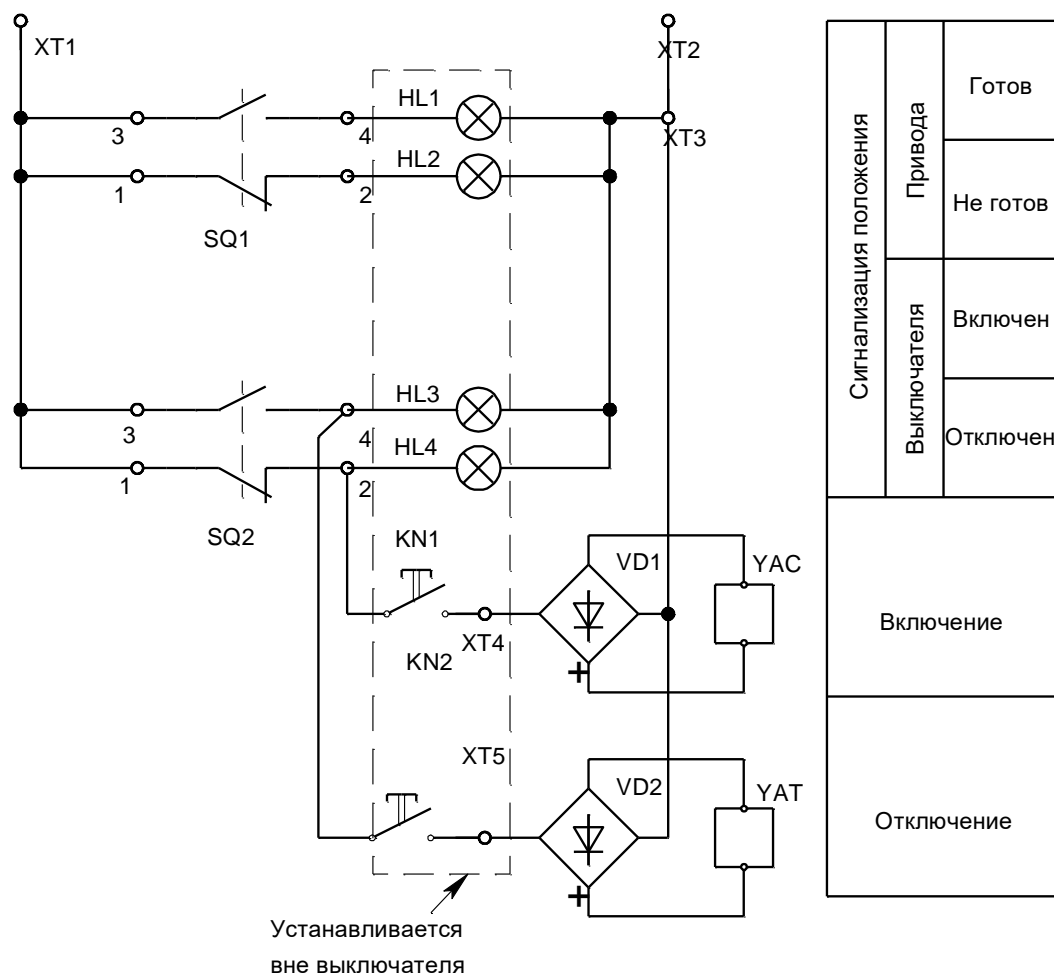 XT1
XT2
HL1
3
4
XT3
HL2
1
2
SQ1
HL3
3
4
HL4
1
2
SQ2
KN1
VD1
YAC
XT4
KN2
+
XT5
VD2
YAT
+
Устанавливается
вне выключателя
Сигнализация положения
Привода
Готов
Не готов
Выключателя
Включен
Отключен
Включение
Отключение